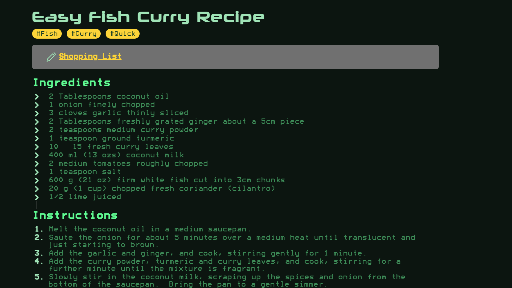 Easy Fish Curry Recipe
#Fish #Curry #Quick
Shopping List
Ingredients
2 Tablespoons coconut oil
1 onion finely chopped
3 cloves garlic thinly sliced
2 Tablespoons freshly grated ginger about a 5cm piece
2 teaspoons medium curry powder
1 teaspoon ground turmeric
10 - 15 fresh curry leaves
400 ml (13 ozs) coconut milk
2 medium tomatoes roughly chopped
1 teaspoon salt
600 g (21 oz) firm white fish cut into 3cm chunks
20 g (1 cup) chopped fresh coriander (cilantro)
1/2 lime juiced
Instructions
1. Melt the coconut oil in a medium saucepan.
2. Saute the onion for about 5 minutes over a medium heat until translucent and
just starting to brown.
3. Add the garlic and ginger, and cook, stirring gently for 1 minute.
4. Add the curry powder, turmeric and curry leaves, and cook, stirring for a
further minute until the mixture is fragrant.
5. Slowly stir in the coconut milk, scraping up the spices and onion from the
bottom of the saucepan. Bring the pan to a gentle simmer.